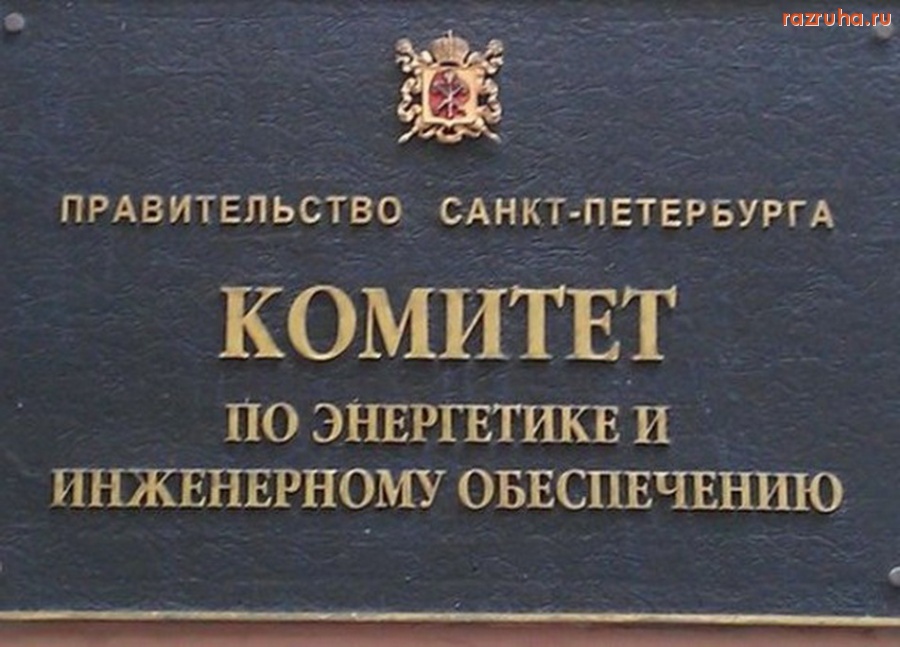 razruha.ru
ПРАВИТЕЛЬСТВО САНКТ-ПЕТЕРБУРГА
КОМИТЕТ
ПО ЭНЕРГЕТИКЕ И
ИНЖЕНЕРНОМУ ОБЕСПЕЧЕНИЮ